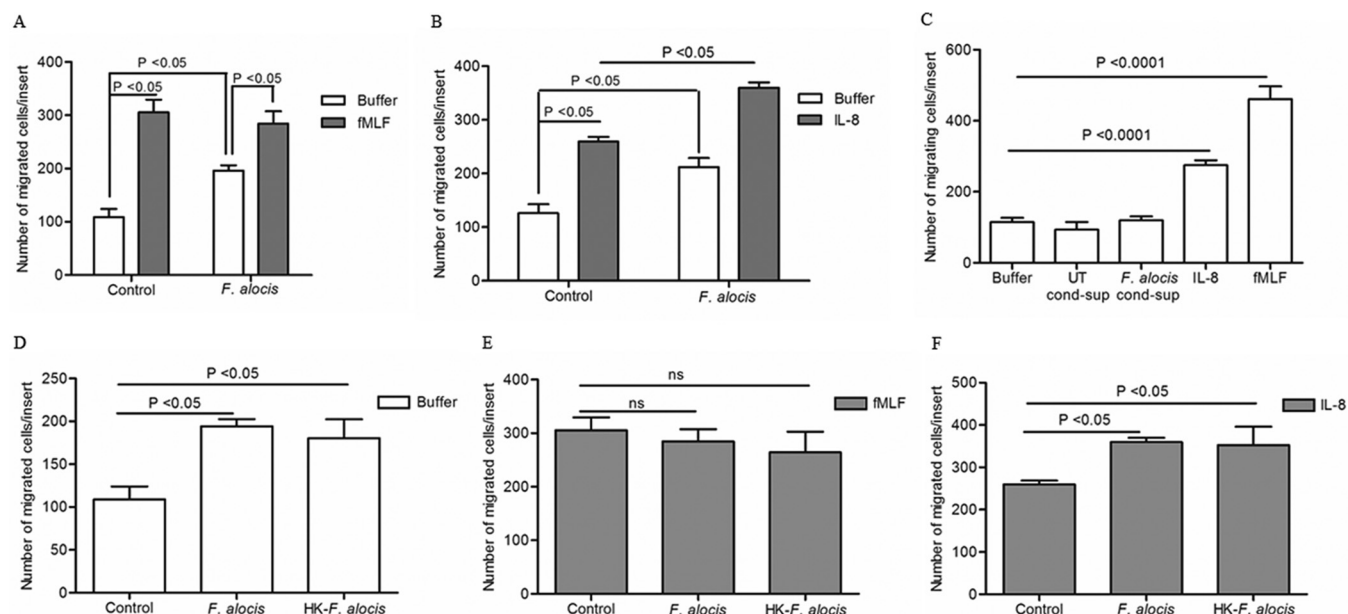 A
Number of migrated cells/insert
400
300
200
100
0
P <0.05
P <0.05
P <0.05
Buffer
fMLF
Control
F. alocis
B
Number of migrated cells/insert
400
300
200
100
0
P <0.05
P <0.05
P <0.05
Buffer
IL-8
Control
F. alocis
C
Number of migrating cells/insert
600
400
200
0
P <0.0001
P <0.0001
Buffer
UT
cond-sup
F. alocis
cond-sup
IL-8
fMLF
D
Number of migrated cells/insert
250
200
150
100
50
0
P <0.05
P <0.05
Buffer
Control
F. alocis
HK-F. alocis
E
Number of migrated cells/insert
400
300
200
100
0
ns
ns
fMLF
Control
F. alocis
HK-F. alocis
F
Number of migrated cells/insert
500
400
300
200
100
0
P <0.05
P <0.05
IL-8
Control
F. alocis
HK-F. alocis